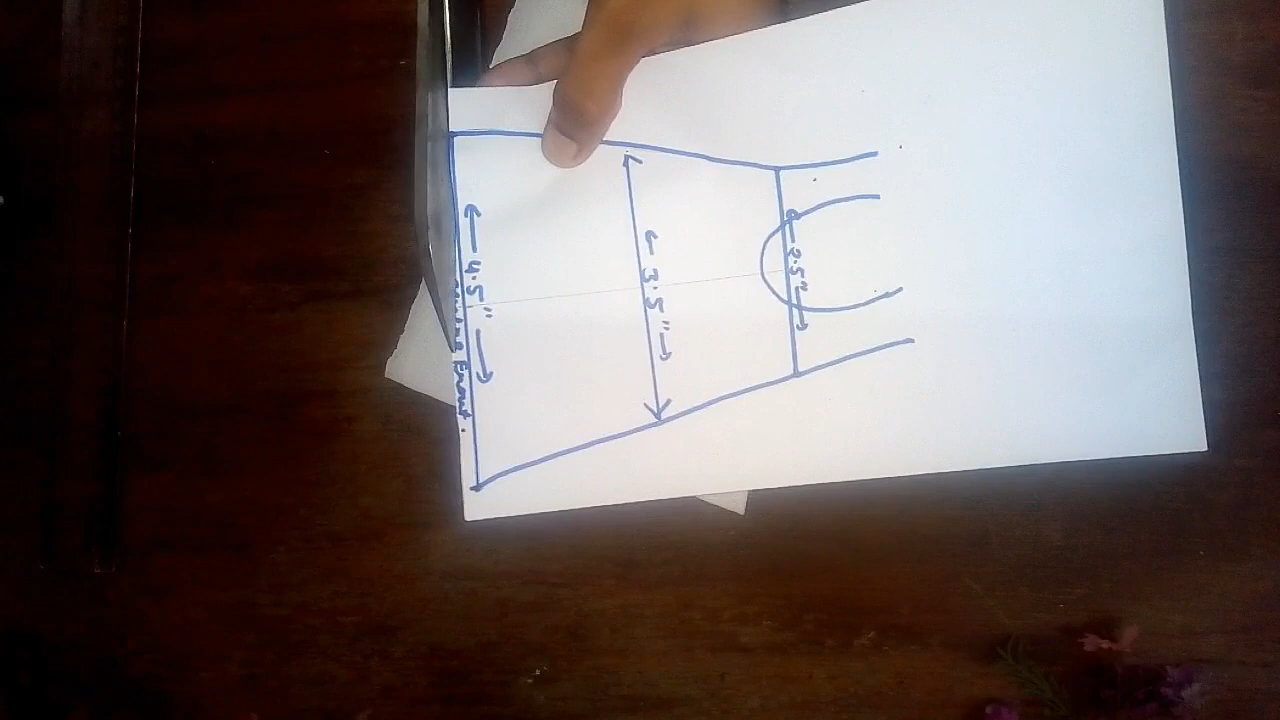 ← 2.5" →
← 3.5" →
← 4.5" →
Front.